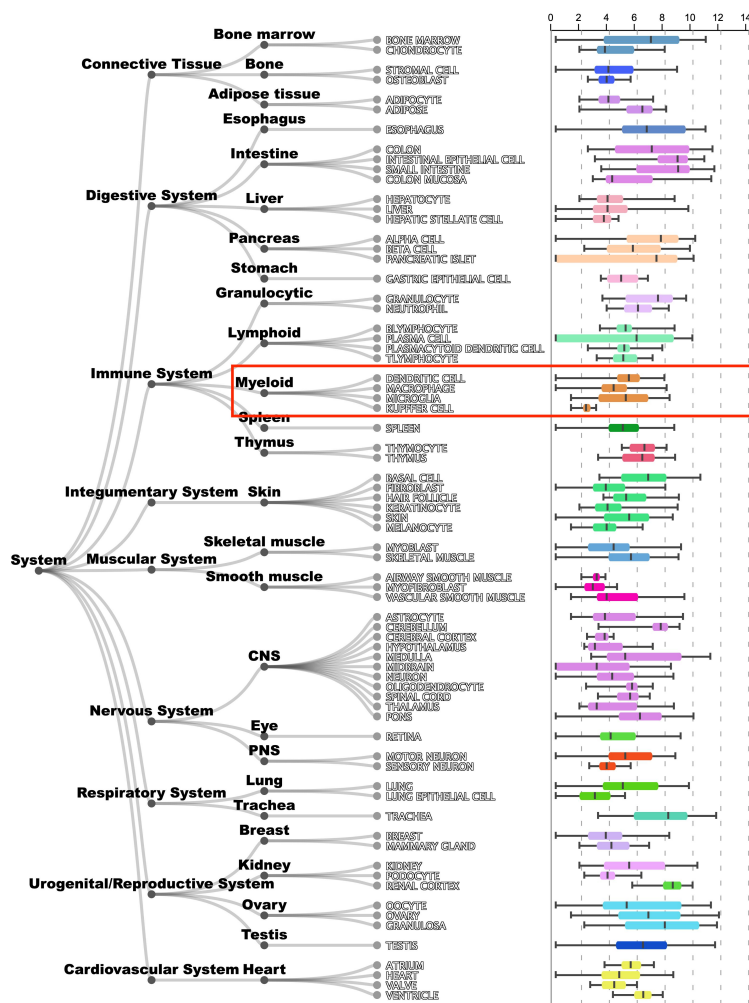 0 2 4 6 8 10 12 14
Bone marrow
BONE MARROW
CHONDROCYTE
Connective Tissue
Bone
STROMAL CELL
OSTEOBLAST
Adipose tissue
ADIPOCYTE
ADIPOSE
Esophagus
ESOPHAGUS
Intestine
COLON
INTESTINAL EPITHELIAL CELL
SMALL INTESTINE
COLON MUCOSA
Digestive System
Liver
HEPATOCYTE
LIVER
HEPATIC STELLATE CELL
Pancreas
ALPHA CELL
BETA CELL
PANCREATIC ISLET
Stomach
GASTRIC EPITHELIAL CELL
Granulocytic
GRANULOCYTE
NEUTROPHIL
Lymphoid
BLYMPHOCYTE
PLASMA CELL
PLASMACYTOID DENDRITIC CELL
TLYMPHOCYTE
Immune System
Myeloid
DENDRITIC CELL
MACROPHAGE
MICROGLIA
KUPFFER CELL
Spleen
SPLEEN
Thymus
THYMOCYTE
THYMUS
Integumentary System
Skin
BASAL CELL
FIBROBLAST
HAIR FOLLICLE
KERATINOCYTE
SKIN
MELANOCYTE
System
Muscular System
Skeletal muscle
MYOBLAST
SKELETAL MUSCLE
Smooth muscle
AIRWAY SMOOTH MUSCLE
MYOFIBROBLAST
VASCULAR SMOOTH MUSCLE
CNS
ASTROCYTE
CEREBELLUM
CEREBRAL CORTEX
HYPOTHALAMUS
MEDULLA
MIDBRAIN
NEURON
OLIGODENDROCYTE
SPINAL CORD
THALAMUS
PONS
Nervous System
Eye
RETINA
PNS
MOTOR NEURON
SENSORY NEURON
Respiratory System
Lung
LUNG
LUNG EPITHELIAL CELL
Trachea
TRACHEA
Breast
BREAST
MAMMARY GLAND
Urogenital/Reproductive System
Kidney
KIDNEY
PODOCYTE
RENAL CORTEX
Ovary
OOCYTE
OVARY
GRANULOSA
Testis
TESTIS
Cardiovascular System
Heart
ATRIUM
HEART
VALVE
VENTRICLE